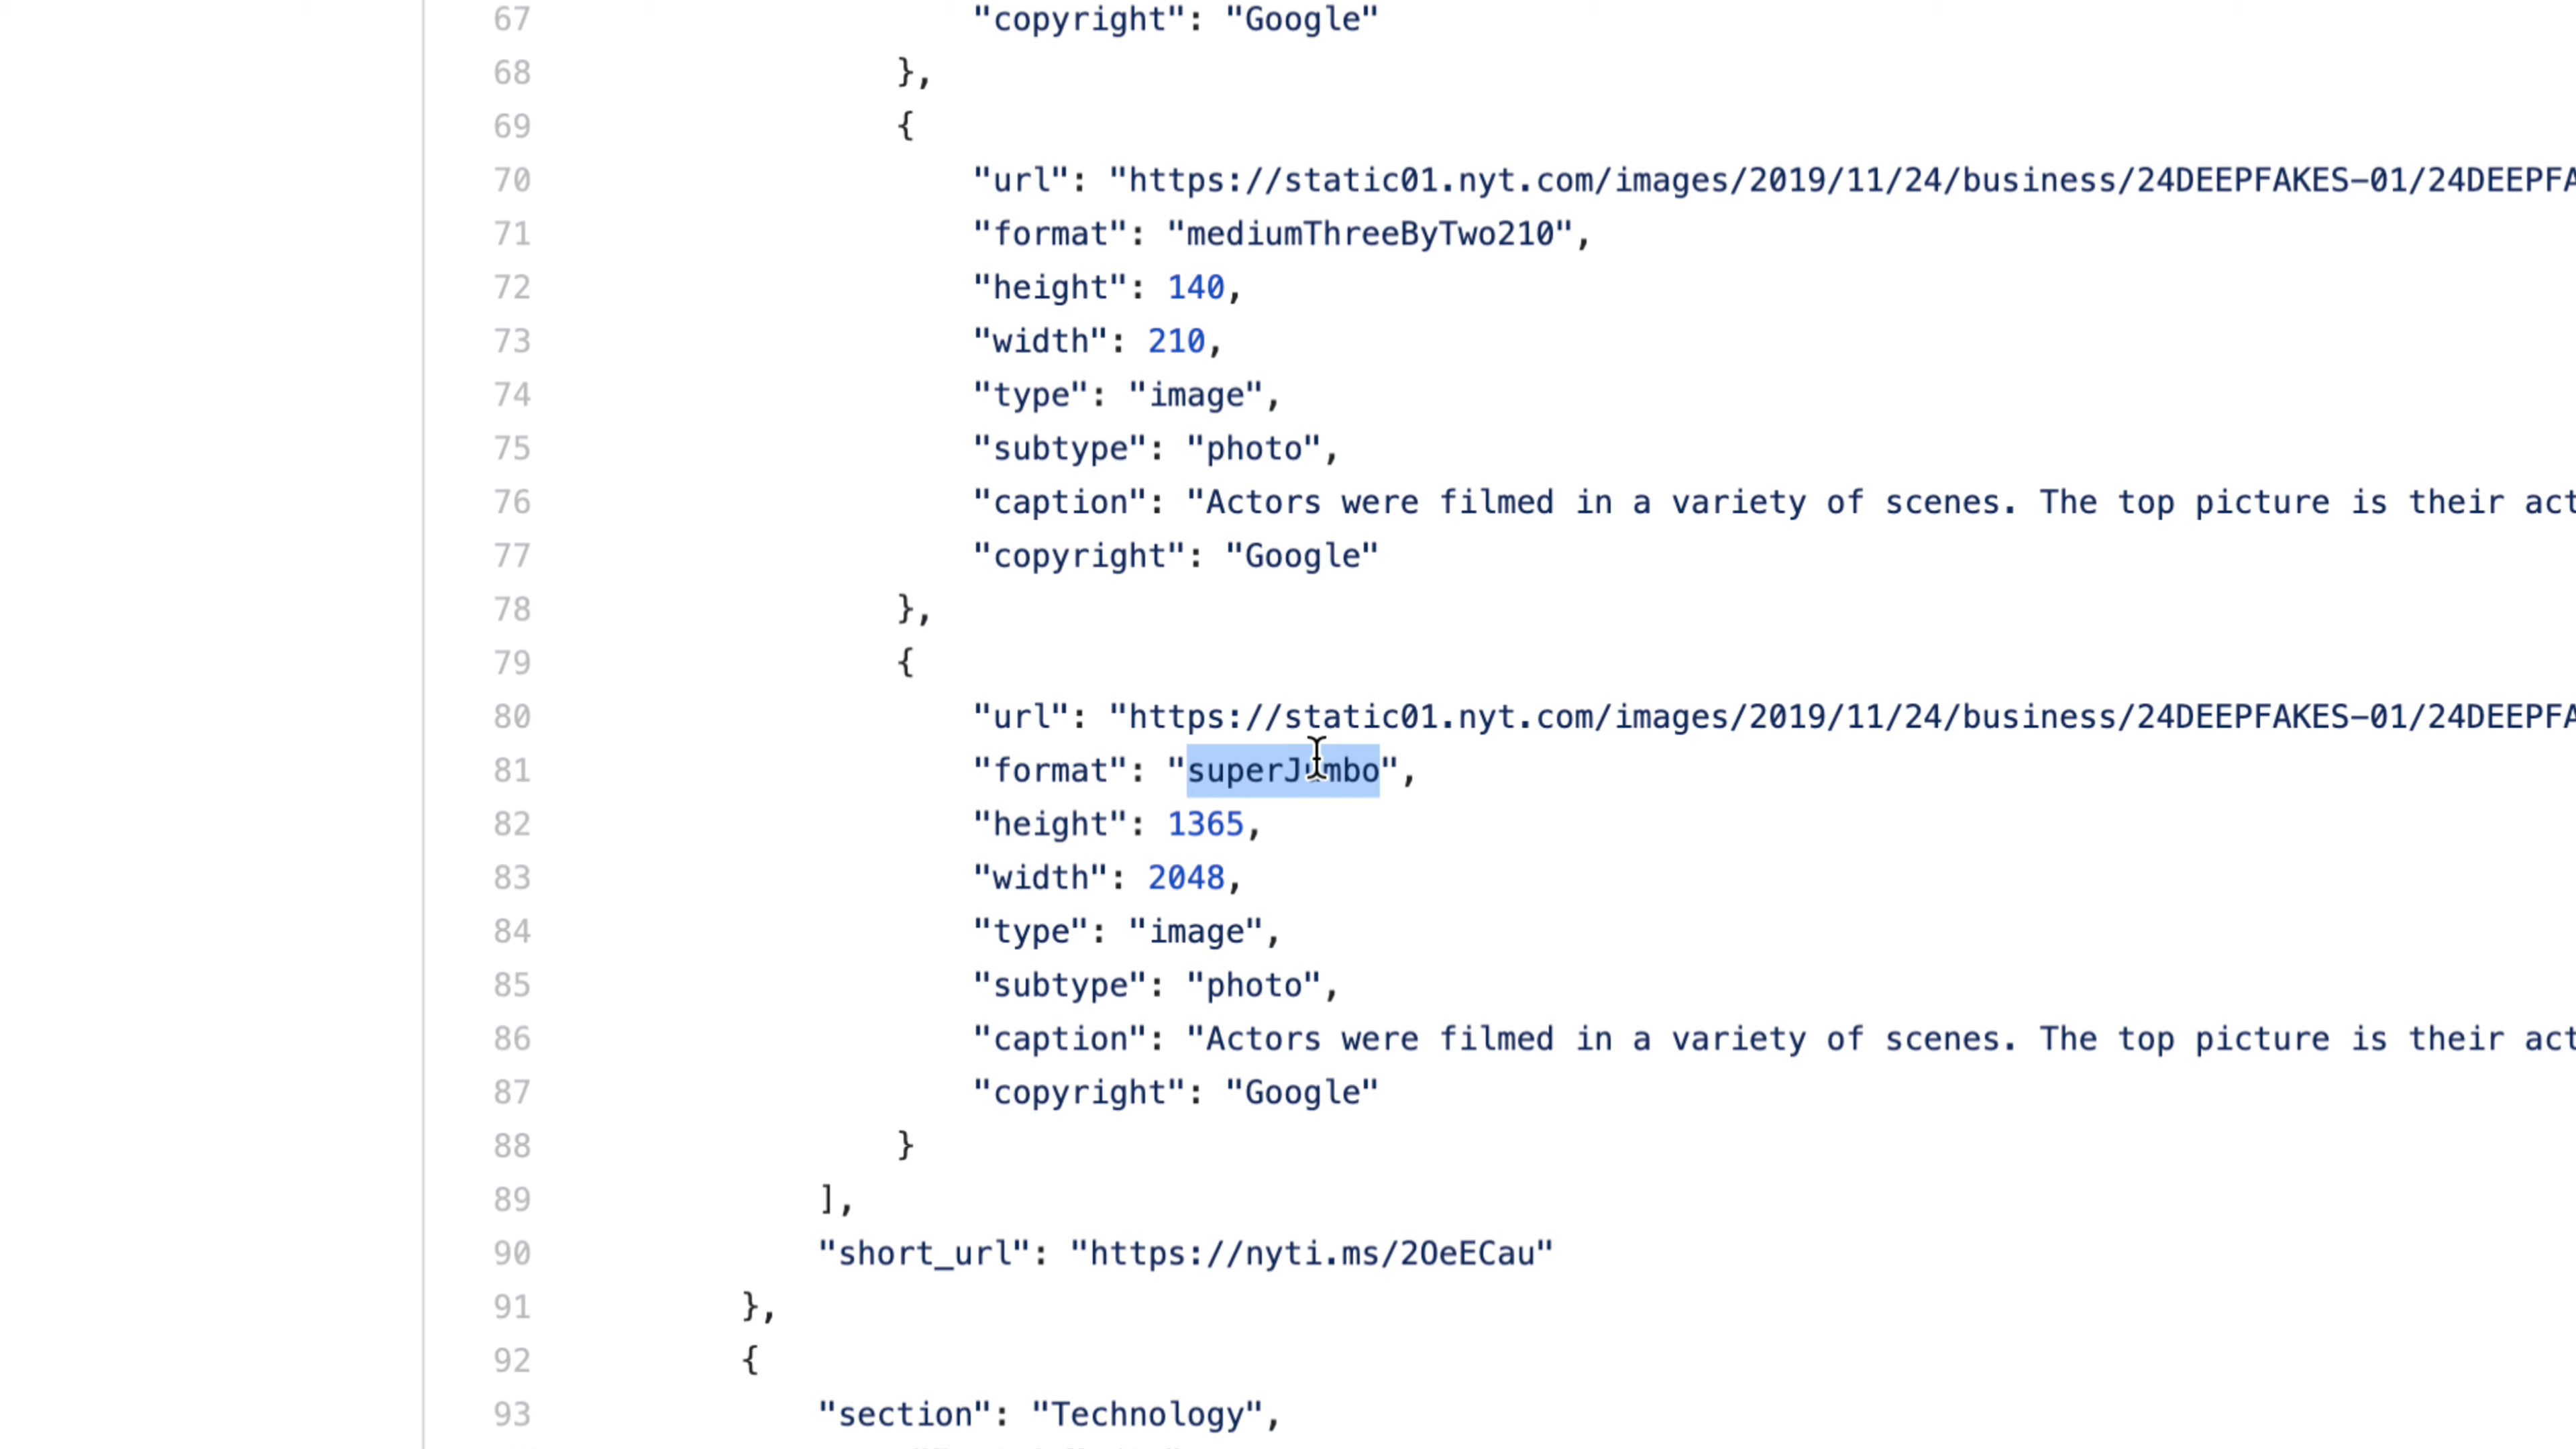 67 "copyright": "Google"
68 },
69 {
70 "url": "https://static01.nyt.com/images/2019/11/24/business/24DEEPFAKES-01/24DEEPFA
71 "format": "mediumThreeByTwo210",
72 "height": 140,
73 "width": 210,
74 "type": "image",
75 "subtype": "photo",
76 "caption": "Actors were filmed in a variety of scenes. The top picture is their act
77 "copyright": "Google"
78 },
79 {
80 "url": "https://static01.nyt.com/images/2019/11/24/business/24DEEPFAKES-01/24DEEPFA
81 "format": "superJumbo",
82 "height": 1365,
83 "width": 2048,
84 "type": "image",
85 "subtype": "photo",
86 "caption": "Actors were filmed in a variety of scenes. The top picture is their act
87 "copyright": "Google"
88 }
89 ],
90 "short_url": "https://nyti.ms/2OeECau"
91 },
92 {
93 "section": "Technology",